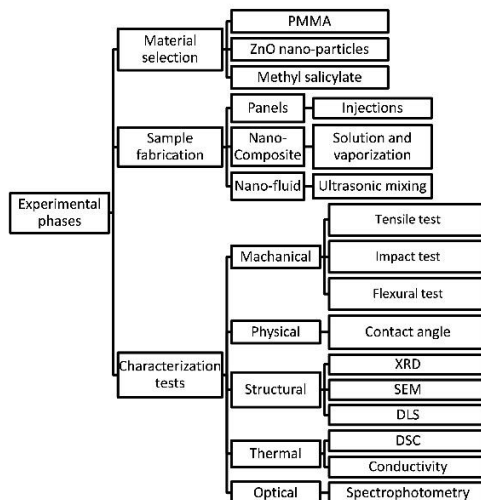 Experimental
phases
Material
selection
PMMA
ZnO nano-particles
Methyl salicylate
Sample
fabrication
Panels
Injections
Nano-
Composite
Solution and
vaporization
Nano-fluid
Ultrasonic mixing
Characterization
tests
Machanical
Tensile test
Impact test
Flexural test
Physical
Contact angle
Structural
XRD
SEM
DLS
Thermal
DSC
Conductivity
Optical
Spectrophotometry